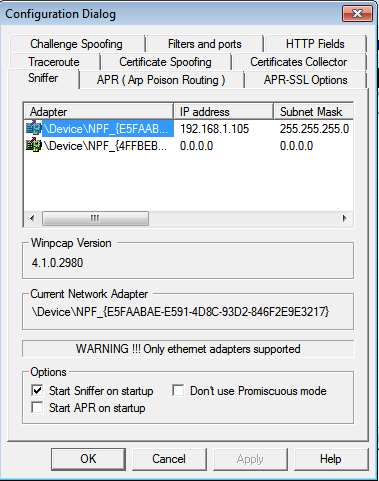 Configuration Dialog
Challenge Spoofing Filters and ports HTTP Fields
Traceroute Certificate Spoofing Certificates Collector
Sniffer APR ( Arp Poison Routing ) APR-SSL Options
Adapter IP address Subnet Mask
\Device\NPF_{E5FAAB... 192.168.1.105 255.255.255.0
\Device\NPF_{4FFBEB... 0.0.0.0 0.0.0.0
Winpcap Version
4.1.0.2980
Current Network Adapter
\Device\NPF_{E5FAABAE-E591-4D8C-93D2-846F2E9E3217}
WARNING !!! Only ethernet adapters supported
Options
Start Sniffer on startup Don't use Promiscuous mode
Start APR on startup
OK Cancel Apply Help